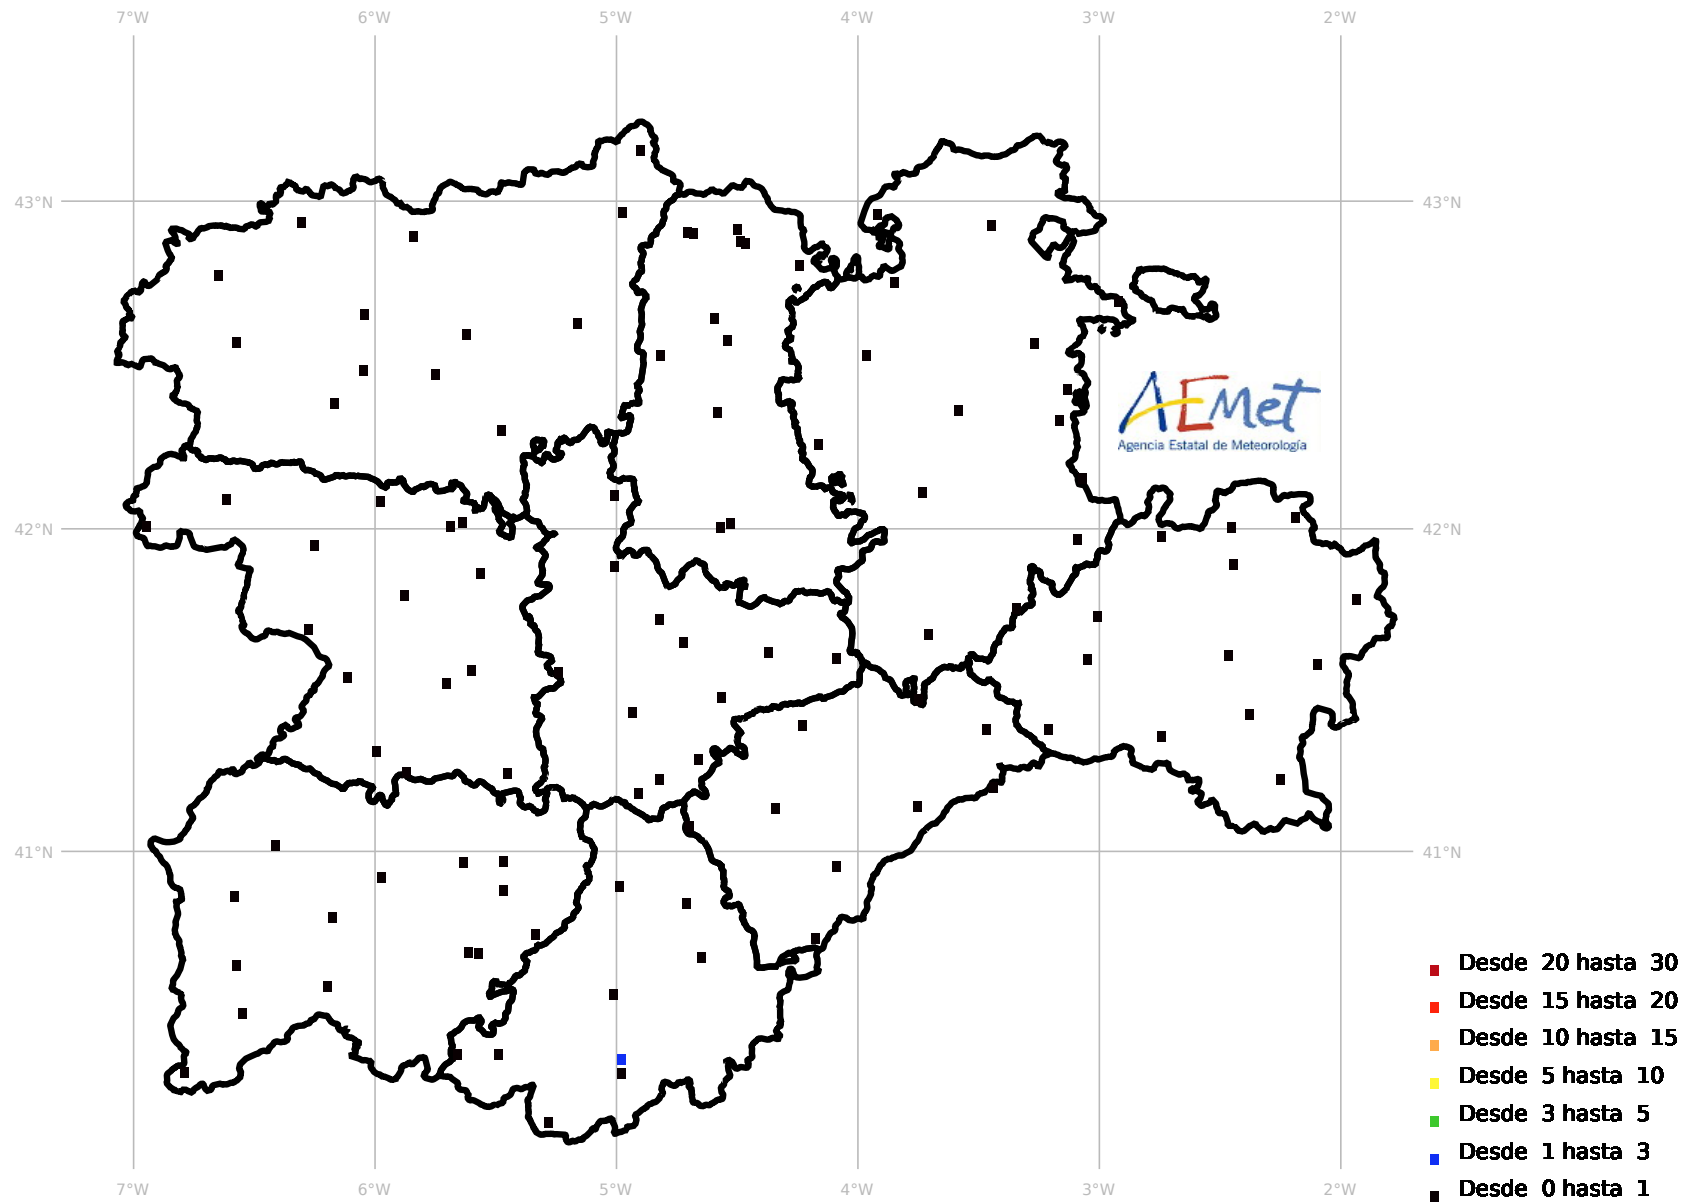 7°W 6°W 5°W 4°W 3°W 2°W
43°N 43°N
AEMet
Agencia Estatal de Meteorología
42°N 42°N
41°N 41°N
Desde 20 hasta 30
Desde 15 hasta 20
Desde 10 hasta 15
Desde 5 hasta 10
Desde 3 hasta 5
Desde 1 hasta 3
Desde 0 hasta 1
7°W 6°W 5°W 4°W 3°W 2°W